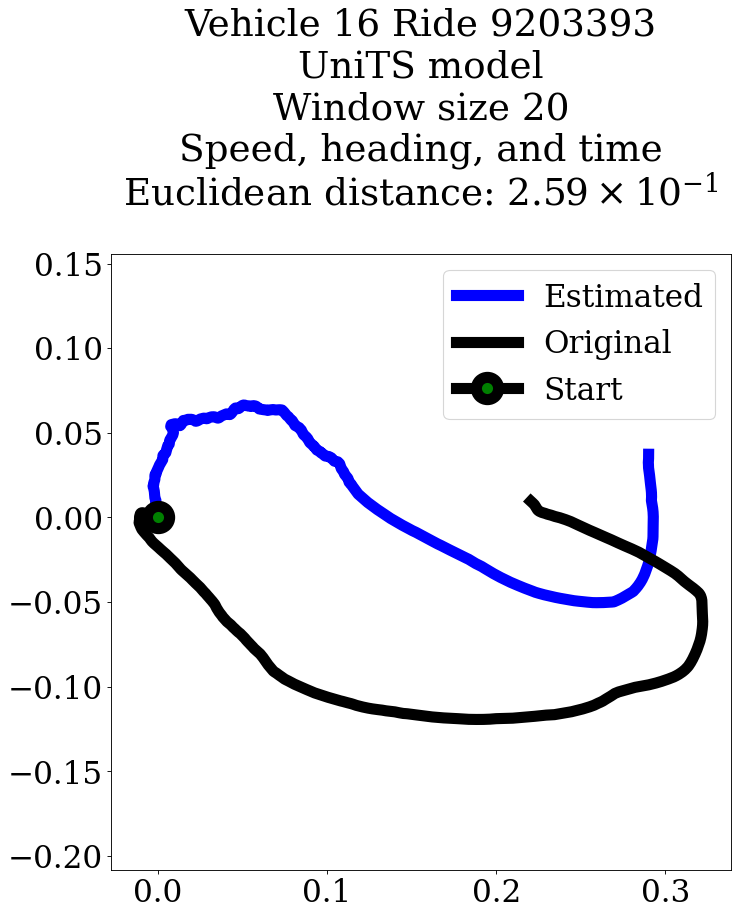 Vehicle 16 Ride 9203393
UniTS model
Window size 20
Speed, heading, and time
Euclidean distance: 2.59 × 10⁻¹
0.15
0.10
0.05
0.00
−0.05
−0.10
−0.15
−0.20
Estimated
Original
Start
0.0 0.1 0.2 0.3